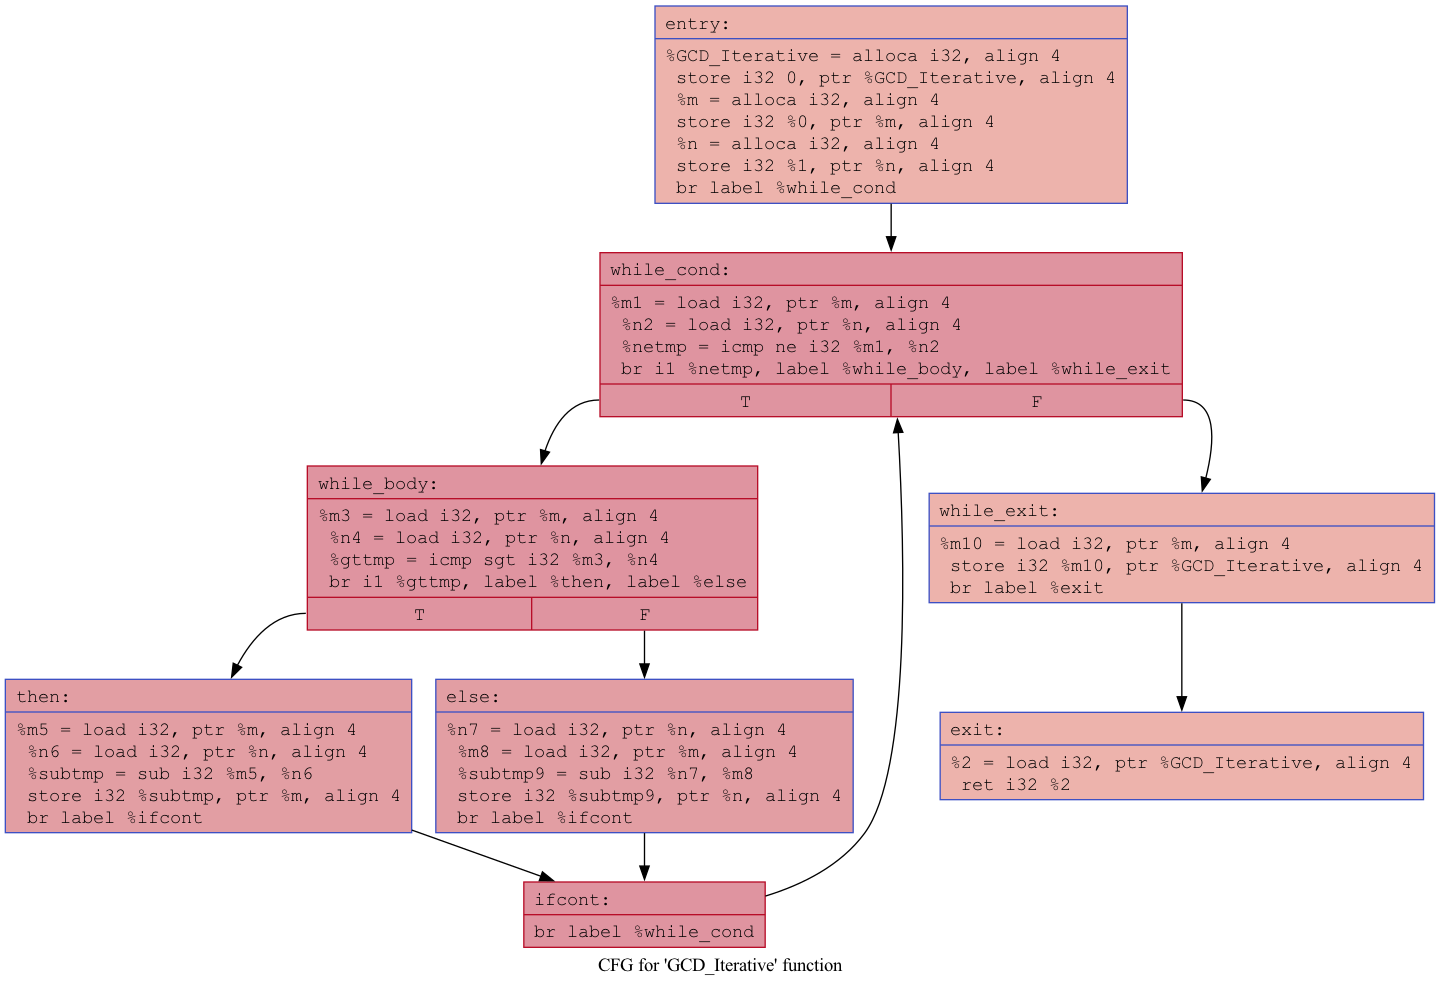 entry:
%GCD_Iterative = alloca i32, align 4
store i32 0, ptr %GCD_Iterative, align 4
%m = alloca i32, align 4
store i32 %0, ptr %m, align 4
%n = alloca i32, align 4
store i32 %1, ptr %n, align 4
br label %while_cond
while_cond:
%m1 = load i32, ptr %m, align 4
%n2 = load i32, ptr %n, align 4
%netmp = icmp ne i32 %m1, %n2
br i1 %netmp, label %while_body, label %while_exit
T
F
while_body:
%m3 = load i32, ptr %m, align 4
%n4 = load i32, ptr %n, align 4
%gttmp = icmp sgt i32 %m3, %n4
br i1 %gttmp, label %then, label %else
T
F
while_exit:
%m10 = load i32, ptr %m, align 4
store i32 %m10, ptr %GCD_Iterative, align 4
br label %exit
then:
%m5 = load i32, ptr %m, align 4
%n6 = load i32, ptr %n, align 4
%subtmp = sub i32 %m5, %n6
store i32 %subtmp, ptr %m, align 4
br label %ifcont
else:
%n7 = load i32, ptr %n, align 4
%m8 = load i32, ptr %m, align 4
%subtmp9 = sub i32 %n7, %m8
store i32 %subtmp9, ptr %n, align 4
br label %ifcont
exit:
%2 = load i32, ptr %GCD_Iterative, align 4
ret i32 %2
ifcont:
br label %while_cond
CFG for 'GCD_Iterative' function